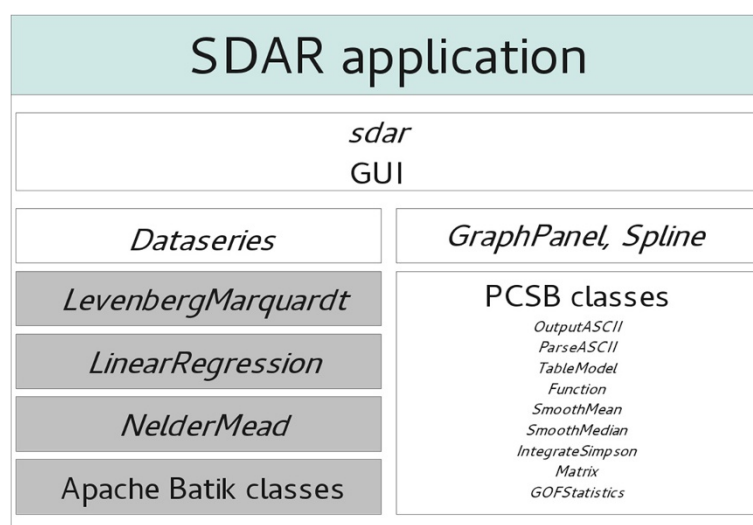 SDAR application
sdar
GUI
Dataseries
LevenbergMarquardt
LinearRegression
NelderMead
Apache Batik classes
GraphPanel, Spline
PCSB classes
OutputASCII
ParseASCII
TableModel
Function
SmoothMean
SmoothMedian
IntegrateSimpson
Matrix
GOFStatistics